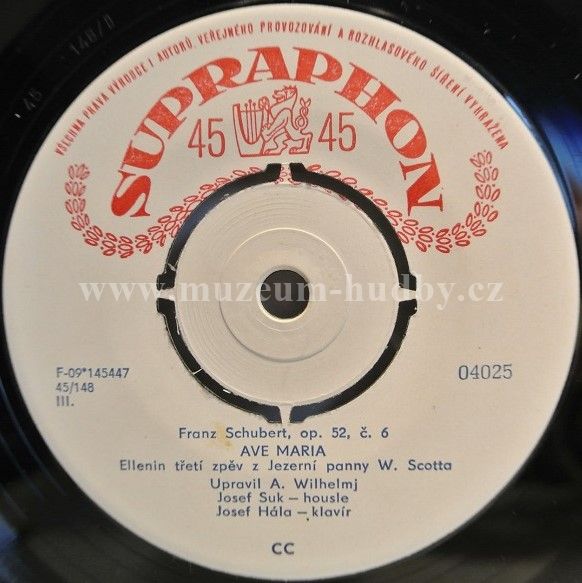 VŠECHNA PRÁVA VÝROBCE I AUTORŮ VEŘEJNÉHO PROVOZOVÁNÍ A ROZHLASOVÉHO ŠÍŘENÍ VYHRAZENA
SUPRAPHON
45 45
www.muzeum-hudby.cz
F-09*145447
45/148
III.
04025
Franz Schubert, op. 52, č. 6
AVE MARIA
Ellenin třetí zpěv z Jezerní panny W. Scotta
Upravil A. Wilhelmj
Josef Suk – housle
Josef Hála – klavír
CC